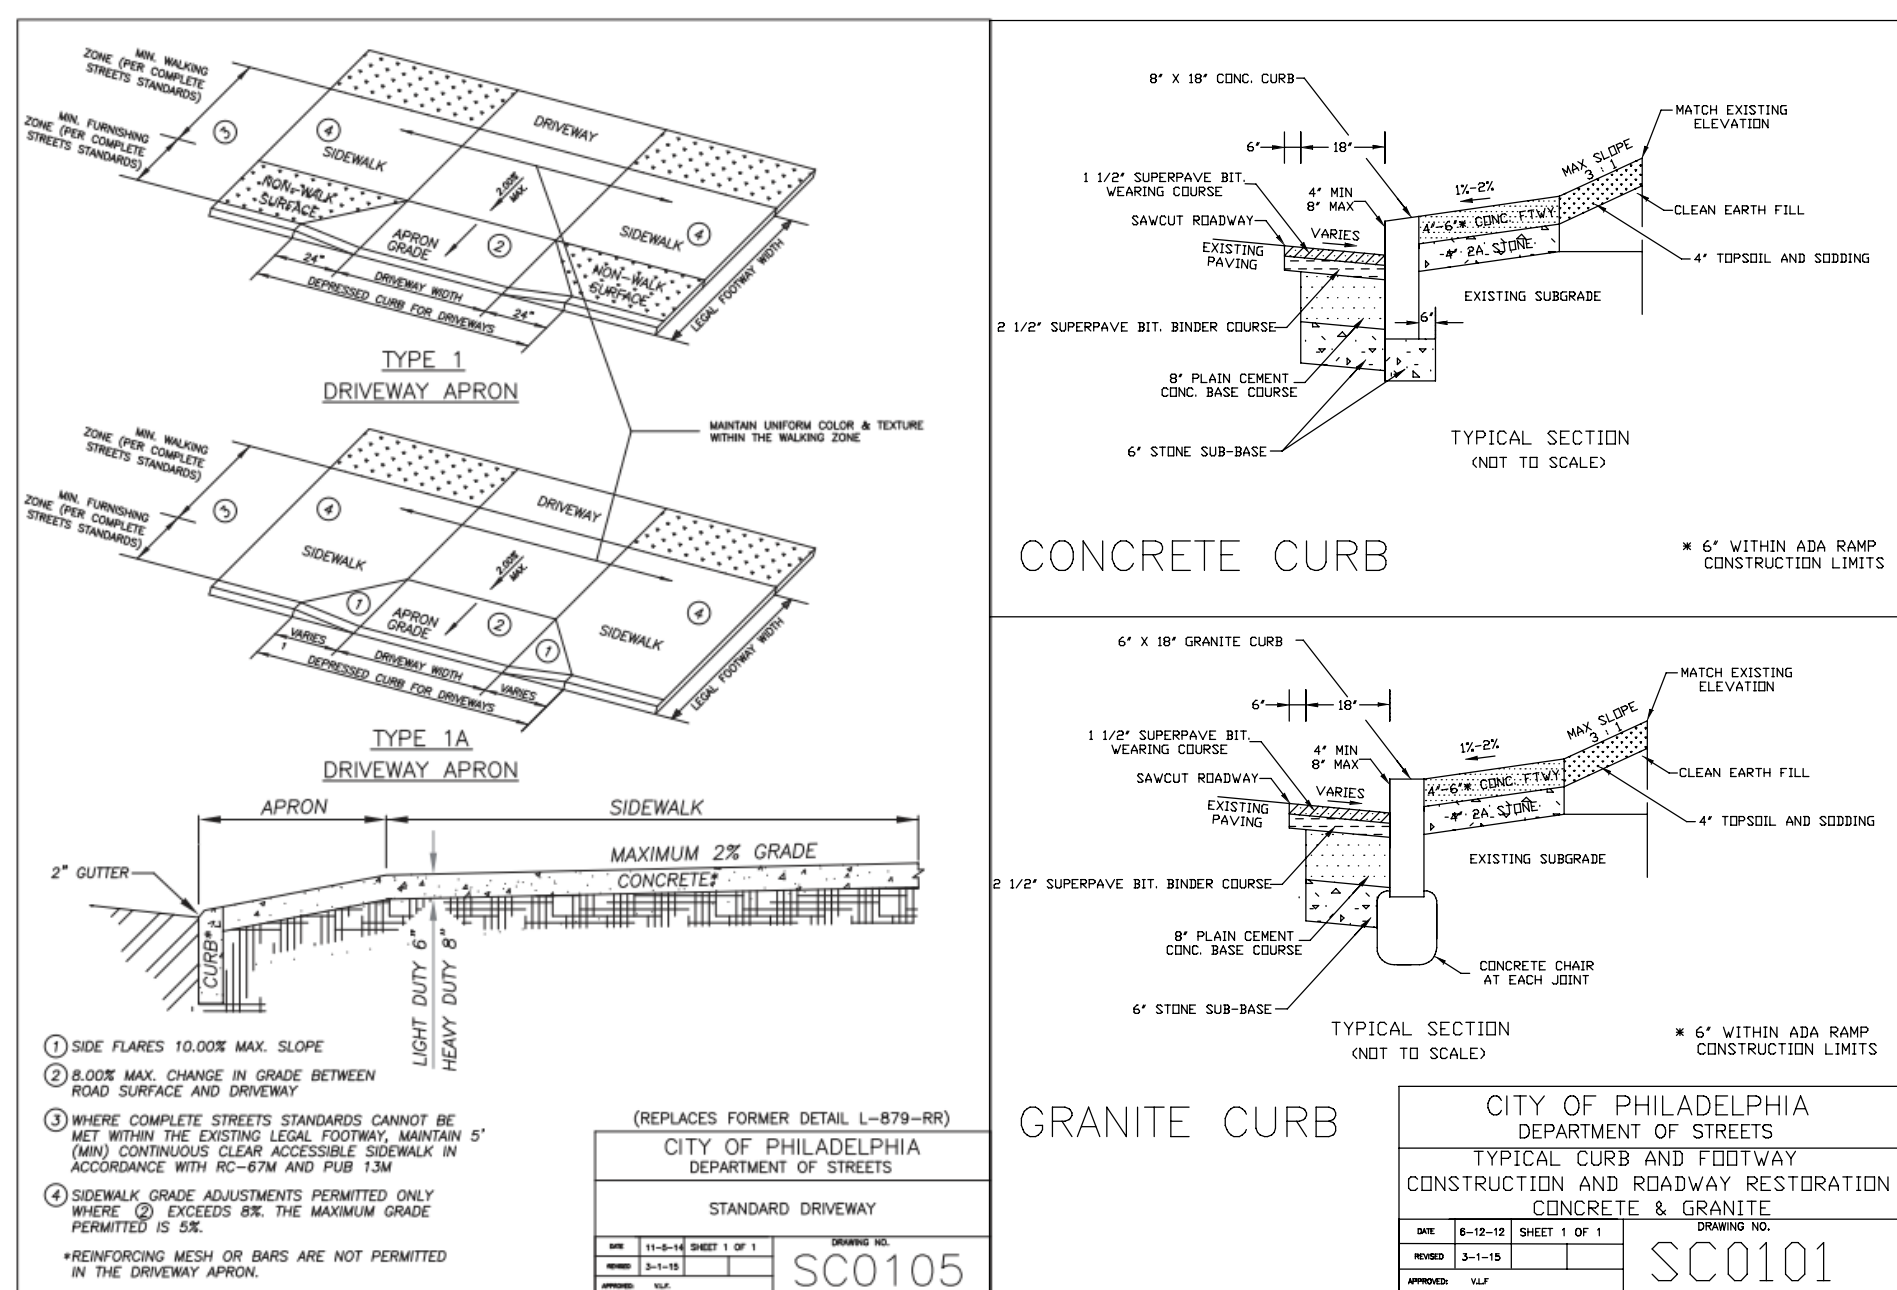 MIN. WALKING
ZONE (PER COMPLETE
STREETS STANDARDS)
MIN. FURNISHING
ZONE (PER COMPLETE
STREETS STANDARDS)
3
4
SIDEWALK
DRIVEWAY
NON-WALK
SURFACE
2.00%
MAX.
APRON
GRADE
2
SIDEWALK
4
NON-WALK
SURFACE
24"
DRIVEWAY WIDTH
24"
DEPRESSED CURB FOR DRIVEWAYS
LEGAL FOOTWAY WIDTH
TYPE 1
DRIVEWAY APRON
MAINTAIN UNIFORM COLOR & TEXTURE
WITHIN THE WALKING ZONE
MIN. WALKING
ZONE (PER COMPLETE
STREETS STANDARDS)
MIN. FURNISHING
ZONE (PER COMPLETE
STREETS STANDARDS)
3
4
SIDEWALK
DRIVEWAY
2.00%
MAX.
1
APRON
GRADE
2
1
SIDEWALK
4
VARIES
1
DRIVEWAY WIDTH
VARIES
DEPRESSED CURB FOR DRIVEWAYS
LEGAL FOOTWAY WIDTH
TYPE 1A
DRIVEWAY APRON
APRON
SIDEWALK
2" GUTTER
MAXIMUM 2% GRADE
CONCRETE*
CURB*
LIGHT DUTY 6"
HEAVY DUTY 8"
1 SIDE FLARES 10.00% MAX. SLOPE
2 8.00% MAX. CHANGE IN GRADE BETWEEN
ROAD SURFACE AND DRIVEWAY
3 WHERE COMPLETE STREETS STANDARDS CANNOT BE
MET WITHIN THE EXISTING LEGAL FOOTWAY, MAINTAIN 5'
(MIN) CONTINUOUS CLEAR ACCESSIBLE SIDEWALK IN
ACCORDANCE WITH RC-67M AND PUB 13M
4 SIDEWALK GRADE ADJUSTMENTS PERMITTED ONLY
WHERE 2 EXCEEDS 8%. THE MAXIMUM GRADE
PERMITTED IS 5%.
*REINFORCING MESH OR BARS ARE NOT PERMITTED
IN THE DRIVEWAY APRON.
(REPLACES FORMER DETAIL L-879-RR)
CITY OF PHILADELPHIA
DEPARTMENT OF STREETS
STANDARD DRIVEWAY
DATE 11-5-14 SHEET 1 OF 1
REVISED 3-1-15
APPROVED: V.L.F.
DRAWING NO.
SC0105
8" X 18" CONC. CURB
6"
18"
1 1/2" SUPERPAVE BIT.
WEARING COURSE
4" MIN
8" MAX
SAWCUT ROADWAY
VARIES
EXISTING
PAVING
1%-2%
MAX SLOPE
3 : 1
MATCH EXISTING
ELEVATION
CLEAN EARTH FILL
4"-6"* CONC. FTWY
4" 2A STONE
4" TOPSOIL AND SODDING
EXISTING SUBGRADE
2 1/2" SUPERPAVE BIT. BINDER COURSE
6"
8" PLAIN CEMENT
CONC. BASE COURSE
6" STONE SUB-BASE
TYPICAL SECTION
(NOT TO SCALE)
CONCRETE CURB
* 6" WITHIN ADA RAMP
CONSTRUCTION LIMITS
6" X 18" GRANITE CURB
6"
18"
1 1/2" SUPERPAVE BIT.
WEARING COURSE
4" MIN
8" MAX
SAWCUT ROADWAY
VARIES
EXISTING
PAVING
1%-2%
MAX SLOPE
3 : 1
MATCH EXISTING
ELEVATION
CLEAN EARTH FILL
4"-6"* CONC. FTWY
4" 2A STONE
4" TOPSOIL AND SODDING
EXISTING SUBGRADE
2 1/2" SUPERPAVE BIT. BINDER COURSE
8" PLAIN CEMENT
CONC. BASE COURSE
CONCRETE CHAIR
AT EACH JOINT
6" STONE SUB-BASE
TYPICAL SECTION
(NOT TO SCALE)
* 6" WITHIN ADA RAMP
CONSTRUCTION LIMITS
GRANITE CURB
CITY OF PHILADELPHIA
DEPARTMENT OF STREETS
TYPICAL CURB AND FOOTWAY
CONSTRUCTION AND ROADWAY RESTORATION
CONCRETE & GRANITE
DATE 6-12-12 SHEET 1 OF 1
REVISED 3-1-15
APPROVED: V.L.F
DRAWING NO.
SC0101